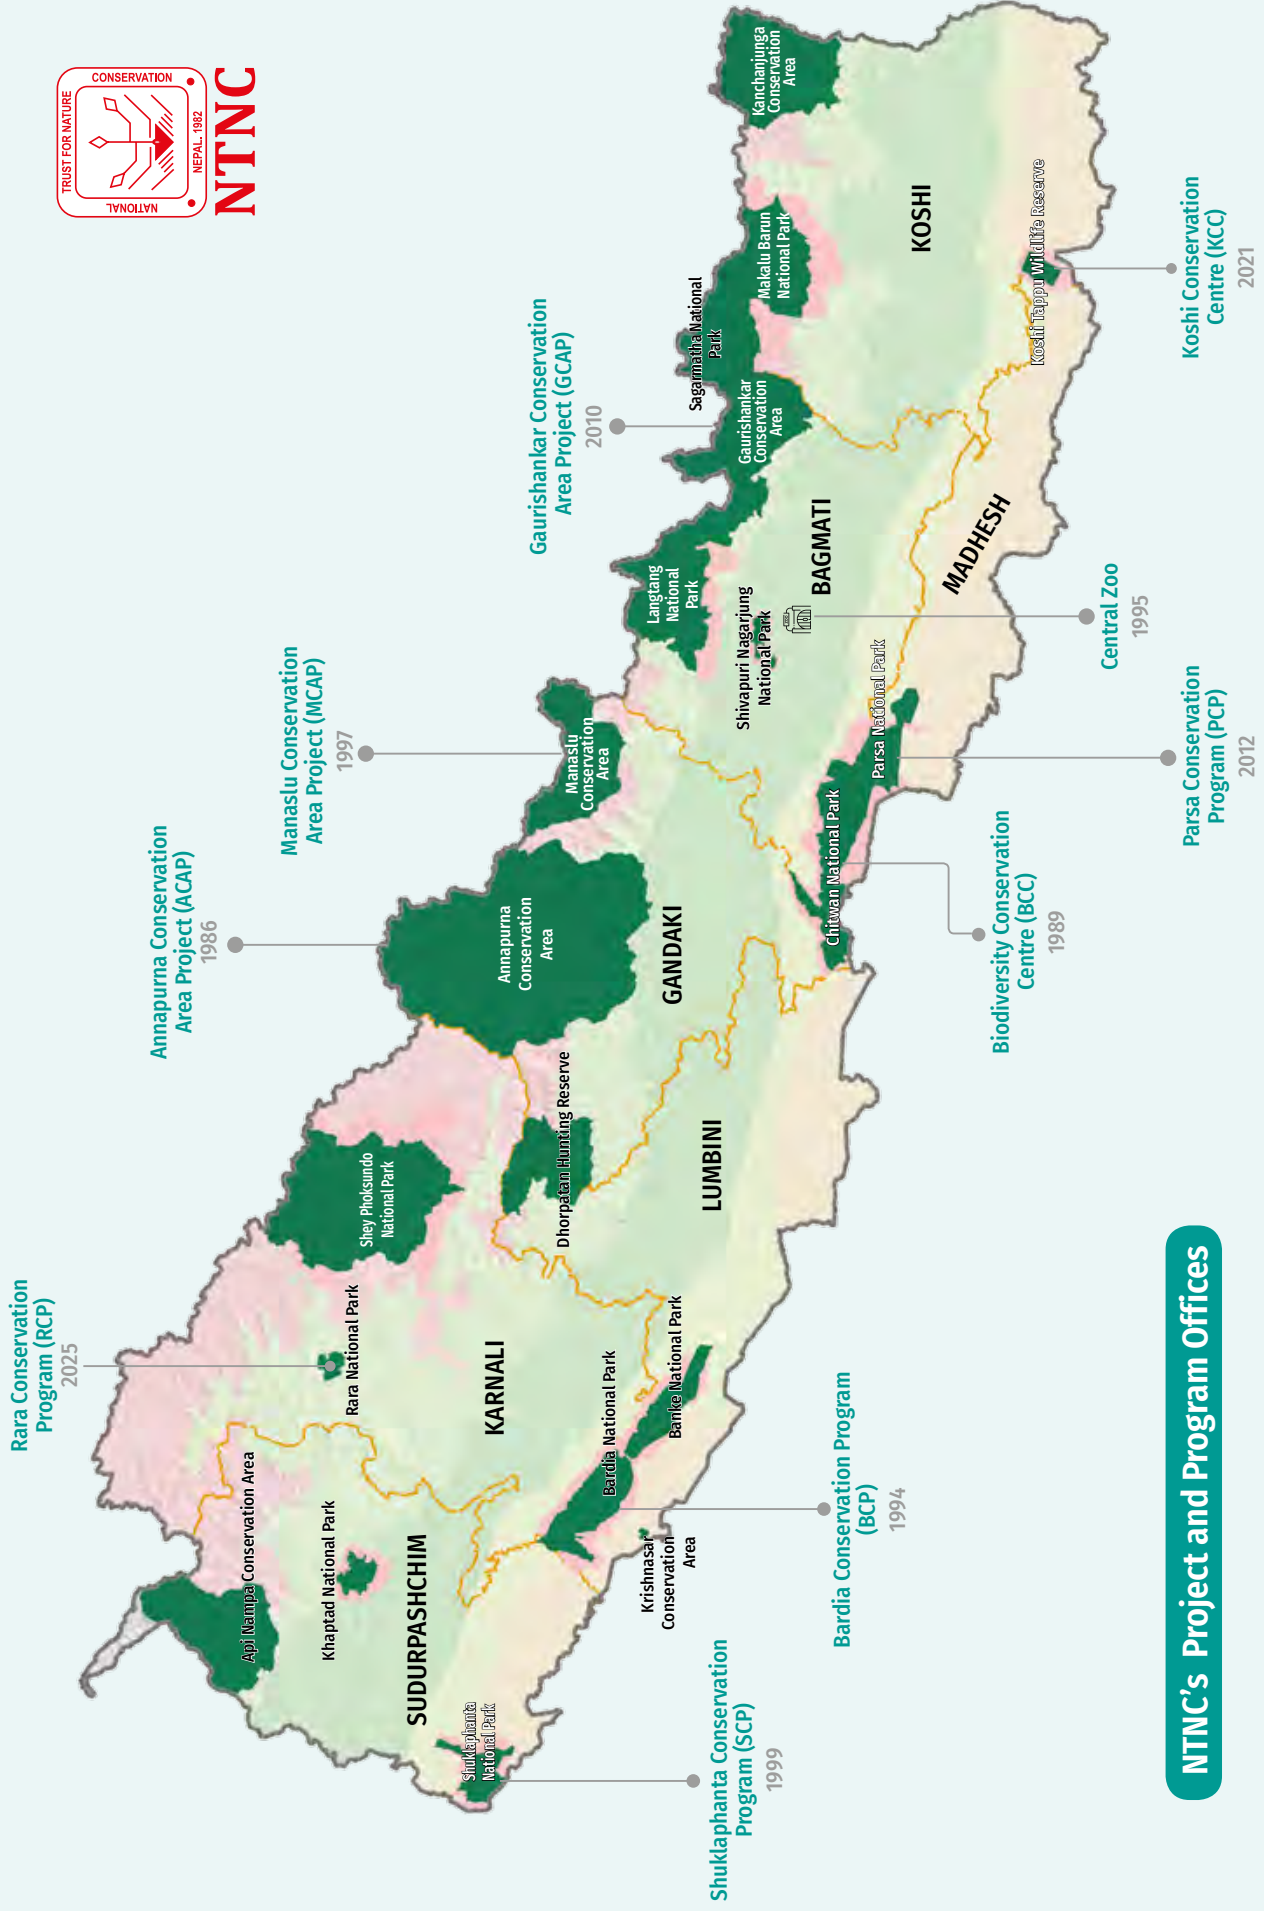 TRUST FOR NATURE
CONSERVATION
NATIONAL
NEPAL. 1982
NTNC
Rara Conservation
Program (RCP)
2025
Annapurna Conservation
Area Project (ACAP)
1986
Manaslu Conservation
Area Project (MCAP)
1997
Gaurishankar Conservation
Area Project (GCAP)
2010
Api Nampa Conservation Area
Khaptad National Park
Rara National Park
Shey Phoksundo
National Park
Dhorpatan Hunting Reserve
Annapurna
Conservation
Area
Manaslu
Conservation
Area
Langtang
National
Park
Shivapuri Nagarjung
National Park
Gaurishankar
Conservation
Area
Sagarmatha National
Park
Makalu Barun
National Park
Kanchanjunga
Conservation
Area
SUDURPASHCHIM
KARNALI
LUMBINI
GANDAKI
BAGMATI
MADHESH
KOSHI
Shuklaphanta
National Park
Krishnasar
Conservation
Area
Bardia National Park
Banke National Park
Chitwan National Park
Parsa National Park
Koshi Tappu Wildlife Reserve
Shuklaphanta Conservation
Program (SCP)
1999
Bardia Conservation Program
(BCP)
1994
Biodiversity Conservation
Centre (BCC)
1989
Parsa Conservation
Program (PCP)
2012
Central Zoo
1995
Koshi Conservation
Centre (KCC)
2021
NTNC's Project and Program Offices